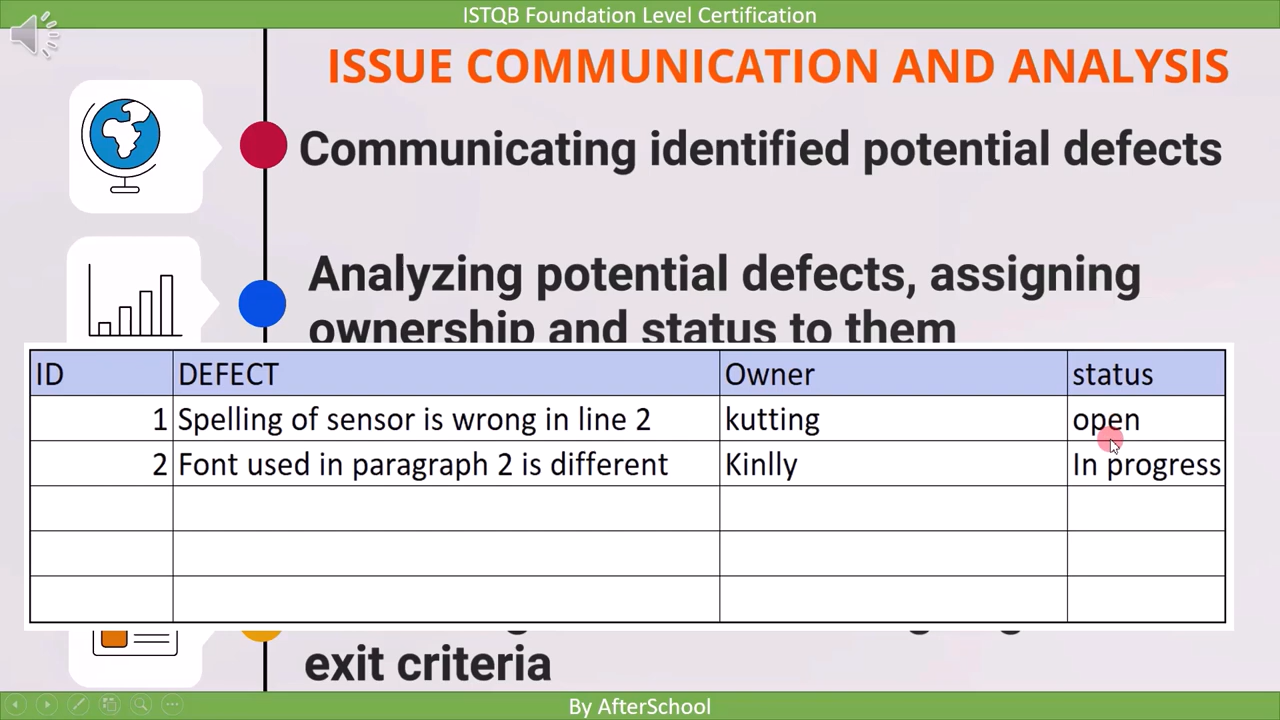 ISTQB Foundation Level Certification
ISSUE COMMUNICATION AND ANALYSIS
Communicating identified potential defects
Analyzing potential defects, assigning
ownership and status to them
ID DEFECT Owner status
1 Spelling of sensor is wrong in line 2 kutting open
2 Font used in paragraph 2 is different Kinlly In progress
exit criteria
By AfterSchool